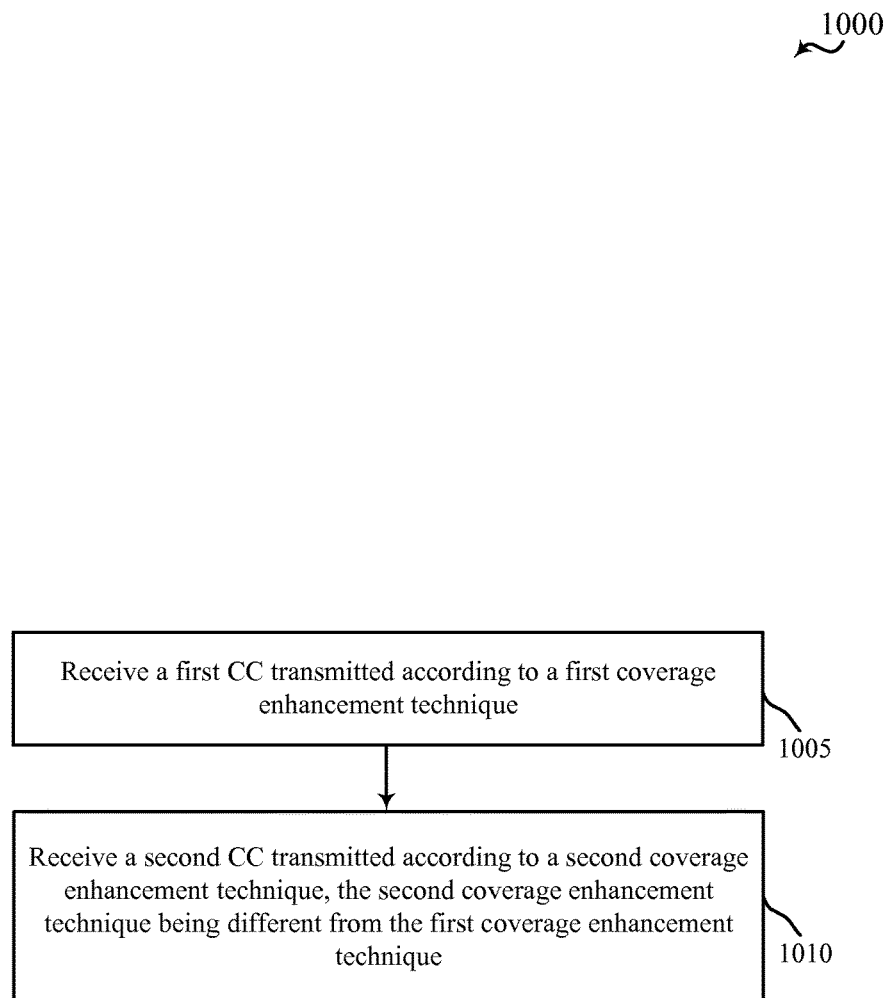 1000
Receive a first CC transmitted according to a first coverage
enhancement technique
1005
Receive a second CC transmitted according to a second coverage
enhancement technique, the second coverage enhancement
technique being different from the first coverage enhancement
technique
1010